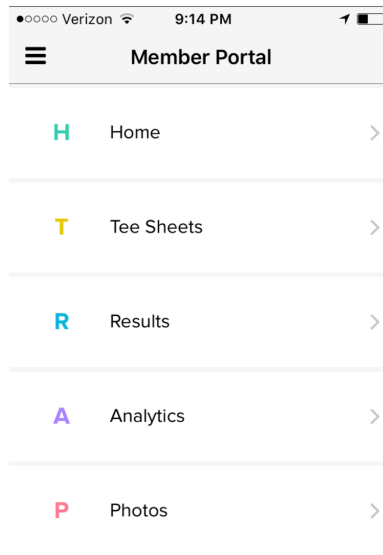 Verizon 9:14 PM
Member Portal
H Home
T Tee Sheets
R Results
A Analytics
P Photos